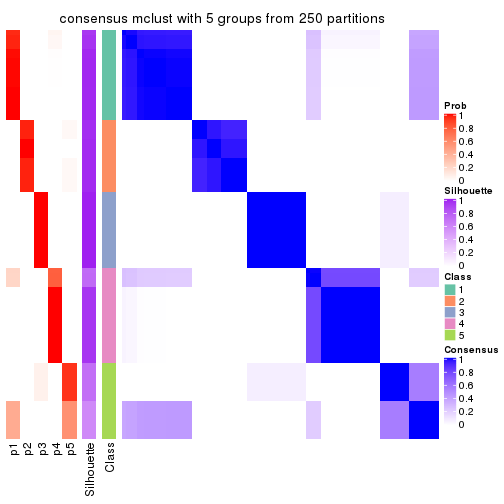 consensus mclust with 5 groups from 250 partitions
Prob
1
0.8
0.6
0.4
0.2
0
Silhouette
1
0.8
0.6
0.4
0.2
0
Class
1
2
3
4
5
Consensus
1
0.8
0.6
0.4
0.2
0
p1
p2
p3
p4
p5
Silhouette
Class